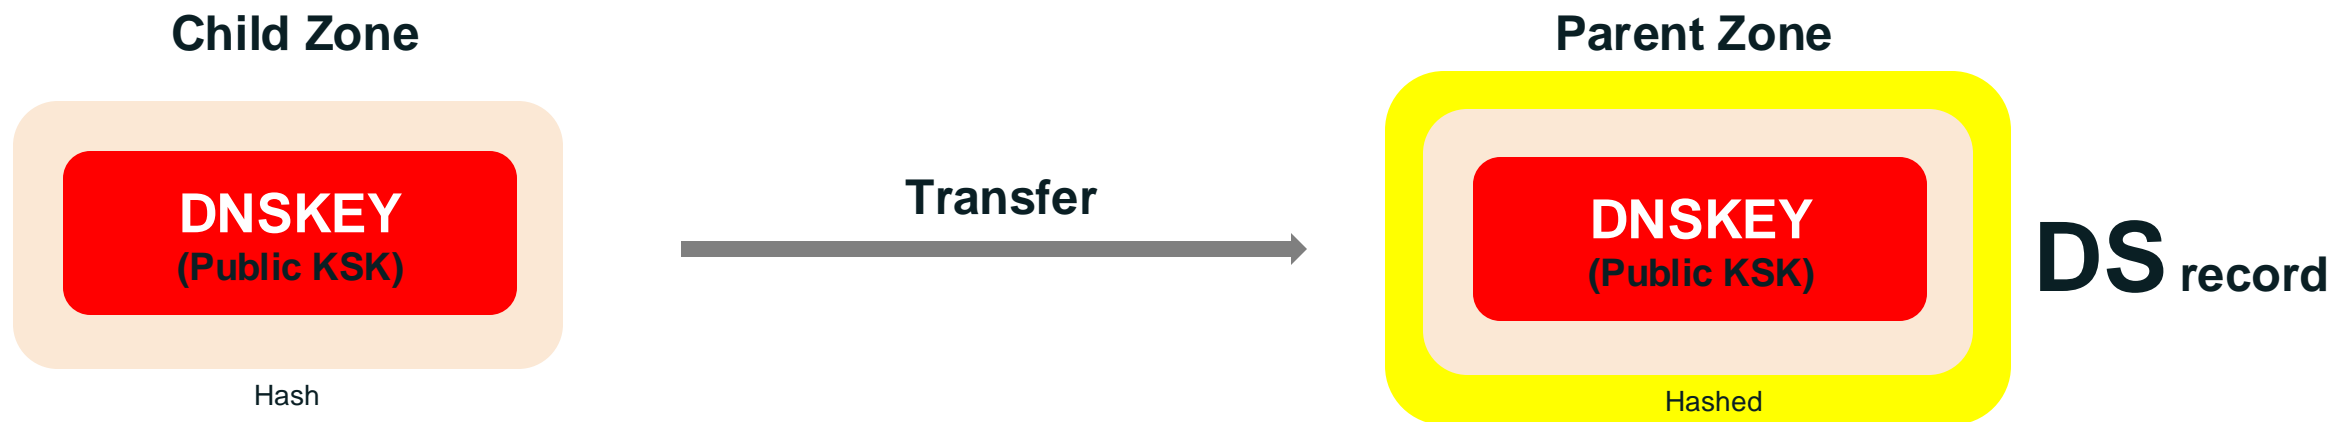 Child Zone
DNSKEY
(Public KSK)
Hash
Transfer
Parent Zone
DNSKEY
(Public KSK)
Hashed
DS record